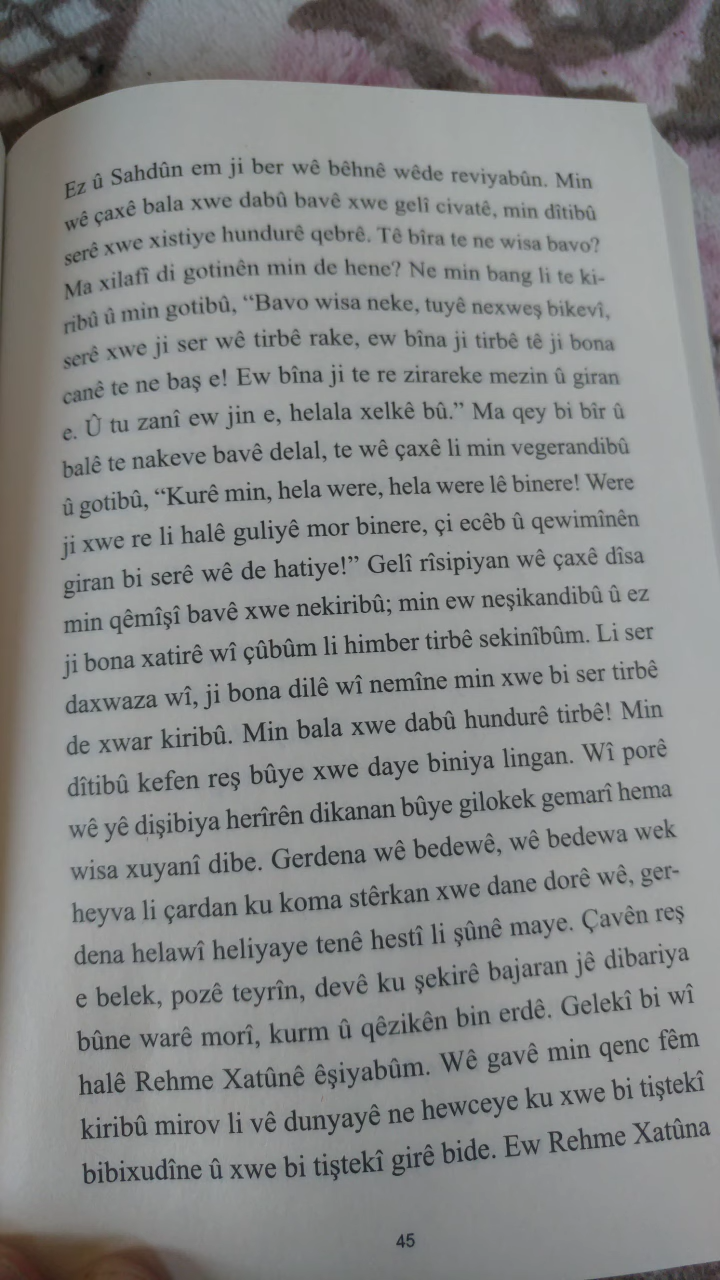 Ez û Sahdûn em ji ber wê bêhnê wêde reviyabûn. Min
wê çaxê bala xwe dabû bavê xwe gelî civatê, min dîtibû
serê xwe xistiye hundurê qebrê. Tê bîra te ne wisa bavo?
Ma xilafî di gotinên min de hene? Ne min bang li te ki-
ribû û min gotibû, “Bavo wisa neke, tuyê nexweş bikevî,
serê xwe ji ser wê tirbê rake, ew bîna ji tirbê tê ji bona
canê te ne baş e! Ew bîna ji te re zirareke mezin û giran
e. Û tu zanî ew jin e, helala xelkê bû.” Ma qey bi bîr û
balê te nakeve bavê delal, te wê çaxê li min vegerandibû
û gotibû, “Kurê min, hela were, hela were lê binere! Were
ji xwe re li halê guliyê mor binere, çi ecêb û qewimînên
giran bi serê wê de hatiye!” Gelî rîsipiyan wê çaxê dîsa
min qêmîşî bavê xwe nekiribû; min ew neşikandibû û ez
ji bona xatirê wî çûbûm li himber tirbê sekinîbûm. Li ser
daxwaza wî, ji bona dilê wî nemîne min xwe bi ser tirbê
de xwar kiribû. Min bala xwe dabû hundurê tirbê! Min
dîtibû kefen reş bûye xwe daye biniya lingan. Wî porê
wê yê dişibiya herîrên dikanan bûye gilokek gemarî hema
wisa xuyanî dibe. Gerdena wê bedewê, wê bedewa wek
heyva li çardan ku koma stêrkan xwe dane dorê wê, ger-
dena helawî heliyaye tenê hestî li şûnê maye. Çavên reş
e belek, pozê teyrîn, devê ku şekirê bajaran jê dibariya
bûne warê morî, kurm û qêzikên bin erdê. Gelekî bi wî
halê Rehme Xatûnê êşiyabûm. Wê gavê min qenc fêm
kiribû mirov li vê dunyayê ne hewceye ku xwe bi tiştekî
bibixudîne û xwe bi tiştekî girê bide. Ew Rehme Xatûna
45